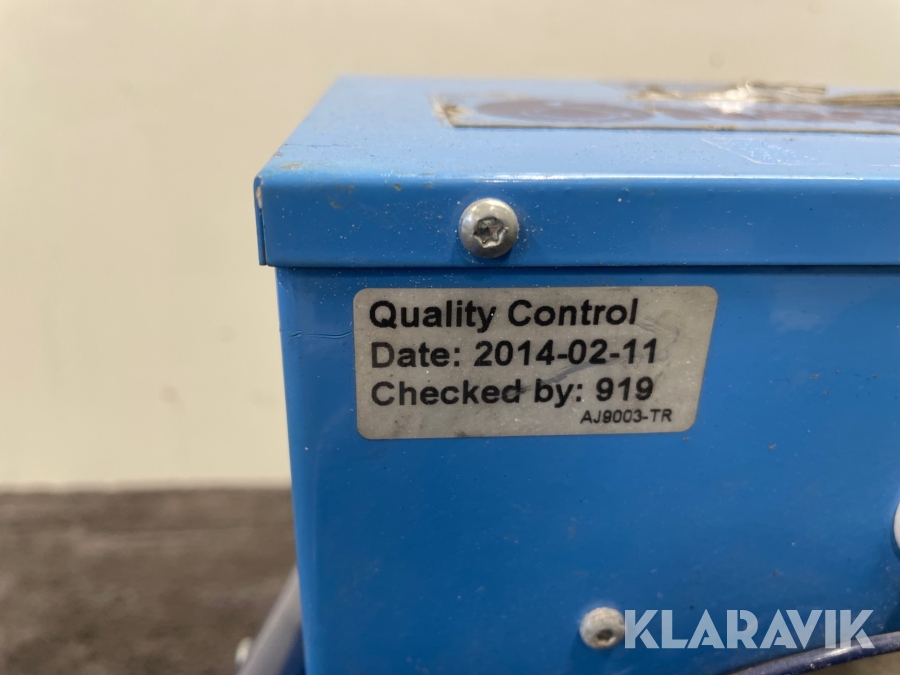 Quality Control
Date: 2014-02-11
Checked by: 919
AJ9003-TR
KLARAVIK